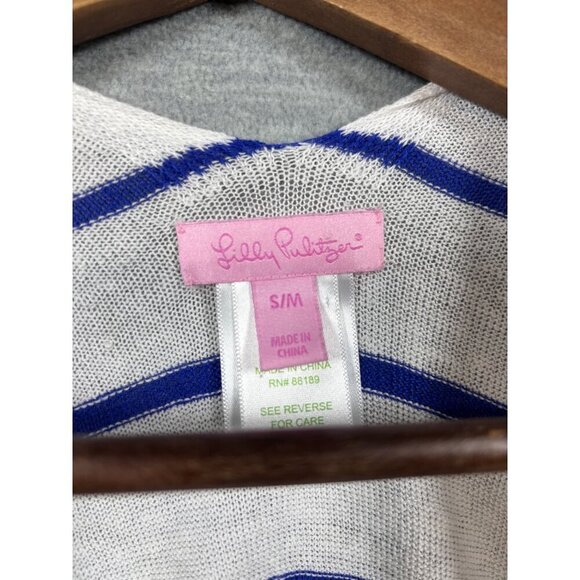 Lilly Pulitzer®
S/M
MADE IN
CHINA
MADE IN CHINA
RN# 88189
SEE REVERSE
FOR CARE